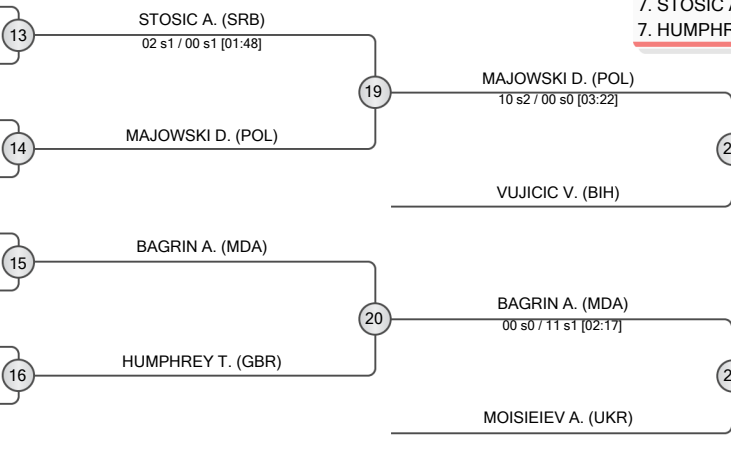 7. STOSIC
7. HUMPHR
13
STOSIC A. (SRB)
02 s1 / 00 s1 [01:48]
14
MAJOWSKI D. (POL)
19
MAJOWSKI D. (POL)
10 s2 / 00 s0 [03:22]
VUJICIC V. (BIH)
15
BAGRIN A. (MDA)
16
HUMPHREY T. (GBR)
20
BAGRIN A. (MDA)
00 s0 / 11 s1 [02:17]
MOISIEIEV A. (UKR)